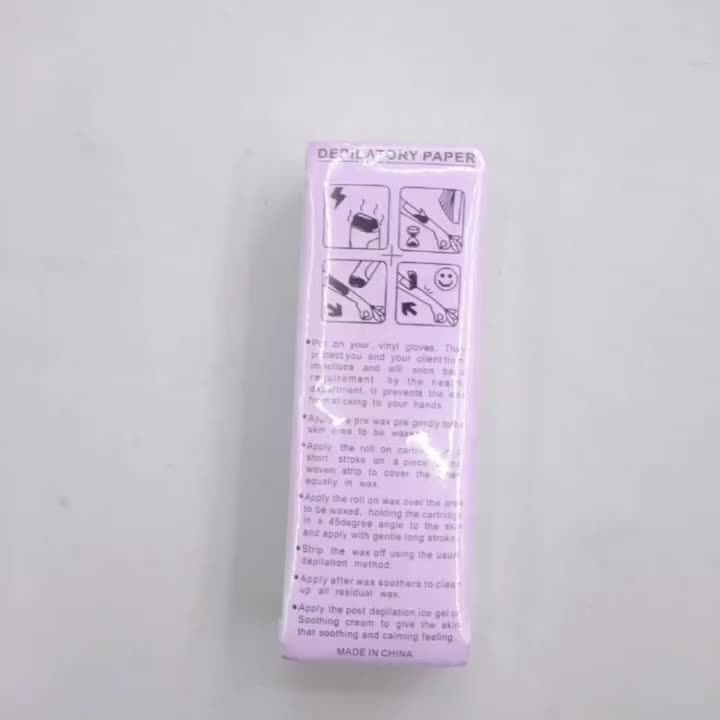 DEPILATORY PAPER
Put on your vinyl gloves. They
protect you and your client from
infections and will soon be a
requirement by the health
department. It prevents the wax
from sticking to your hands.
Apply the pre wax pre gently to the
skin area to be waxed
Apply the roll on cartridge in a
short stroke on a piece
woven strip to cover the
equally in wax.
Apply the roll on wax over the area
to be waxed, holding the cartridge
in a 45degree angle to the skin
and apply with gentle long stroke
Strip the wax off using the usual
depilation method.
Apply after wax soothers to clean
up all residual wax.
Apply the post depilation ice gel or
Soothing cream to give the skin
that soothing and calming feeling.
MADE IN CHINA